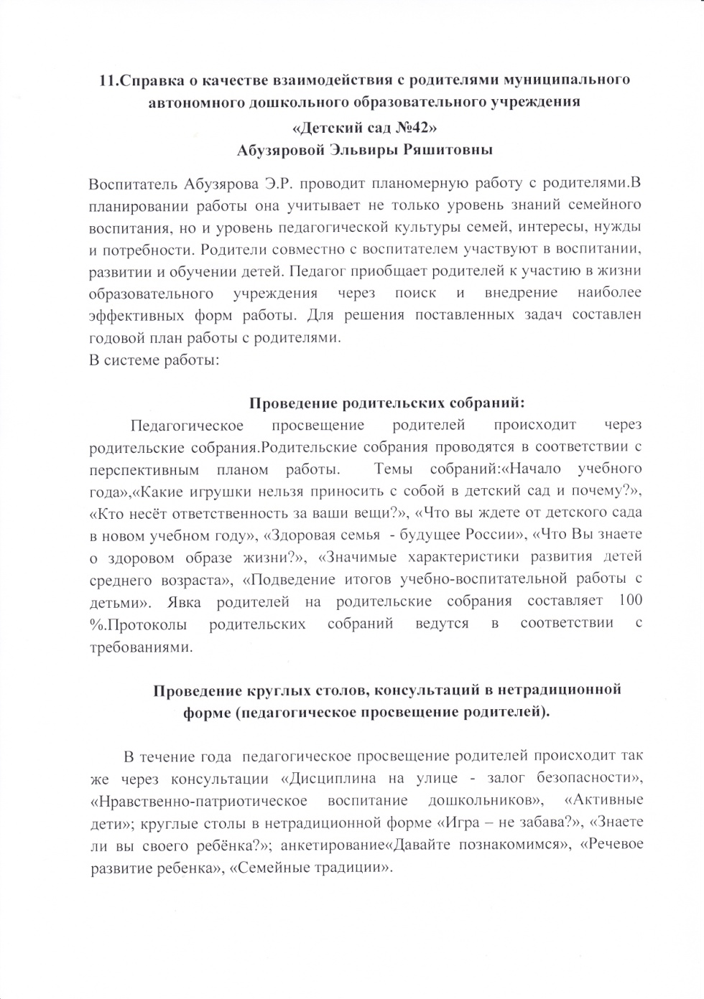 11.Справка о качестве взаимодействия с родителями муниципального
автономного дошкольного образовательного учреждения
«Детский сад №42»
Абузяровой Эльвиры Ряшитовны
Воспитатель Абузярова Э.Р. проводит планомерную работу с родителями.В
планировании работы она учитывает не только уровень знаний семейного
воспитания, но и уровень педагогической культуры семей, интересы, нужды
и потребности. Родители совместно с воспитателем участвуют в воспитании,
развитии и обучении детей. Педагог приобщает родителей к участию в жизни
образовательного учреждения через поиск и внедрение наиболее
эффективных форм работы. Для решения поставленных задач составлен
годовой план работы с родителями.
В системе работы:
Проведение родительских собраний:
Педагогическое просвещение родителей происходит через
родительские собрания.Родительские собрания проводятся в соответствии с
перспективным планом работы. Темы собраний:«Начало учебного
года»,«Какие игрушки нельзя приносить с собой в детский сад и почему?»,
«Кто несёт ответственность за ваши вещи?», «Что вы ждете от детского сада
в новом учебном году», «Здоровая семья - будущее России», «Что Вы знаете
о здоровом образе жизни?», «Значимые характеристики развития детей
среднего возраста», «Подведение итогов учебно-воспитательной работы с
детьми». Явка родителей на родительские собрания составляет 100
%.Протоколы родительских собраний ведутся в соответствии с
требованиями.
Проведение круглых столов, консультаций в нетрадиционной
форме (педагогическое просвещение родителей).
В течение года педагогическое просвещение родителей происходит так
же через консультации «Дисциплина на улице - залог безопасности»,
«Нравственно-патриотическое воспитание дошкольников», «Активные
дети»; круглые столы в нетрадиционной форме «Игра – не забава?», «Знаете
ли вы своего ребёнка?»; анкетирование«Давайте познакомимся», «Речевое
развитие ребенка», «Семейные традиции».